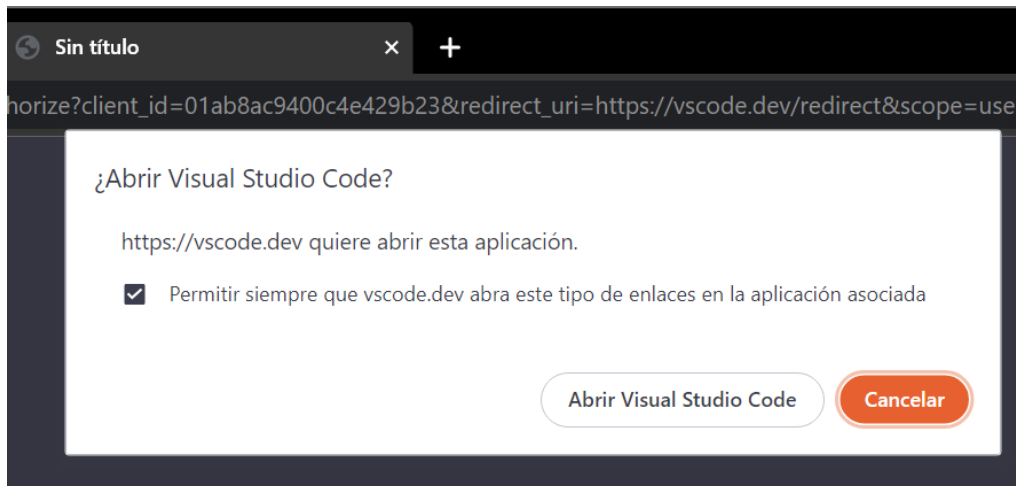 Sin título
horize?client_id=01ab8ac9400c4e429b23&redirect_uri=https://vscode.dev/redirect&scope=use
¿Abrir Visual Studio Code?
https://vscode.dev quiere abrir esta aplicación.
Permitir siempre que vscode.dev abra este tipo de enlaces en la aplicación asociada
Abrir Visual Studio Code Cancelar